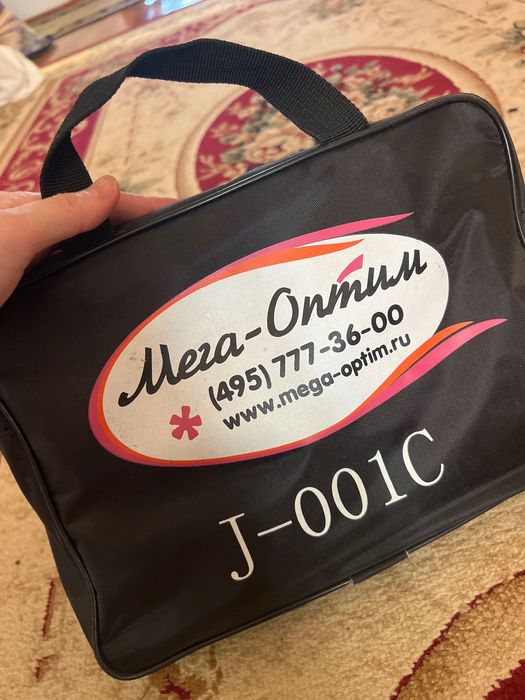 Мега-Оптим
(495) 777-36-00
www.mega-optim.ru
J-001C